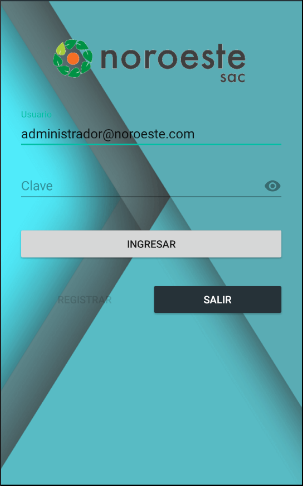 noroeste
sac
Usuario
administrador@noroeste.com
Clave
INGRESAR
REGISTRAR
SALIR